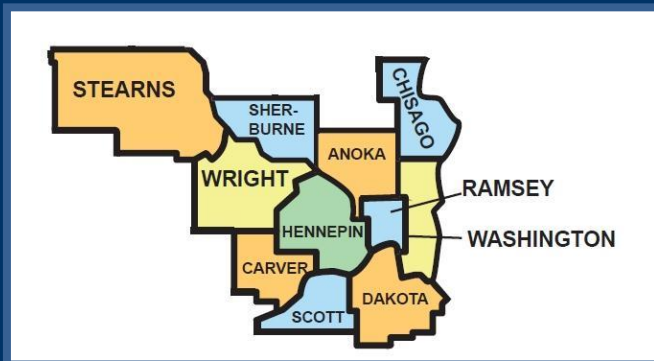 STEARNS
SHER-
BURNE
CHISAGO
ANOKA
WRIGHT
RAMSEY
HENNEPIN
WASHINGTON
CARVER
DAKOTA
SCOTT